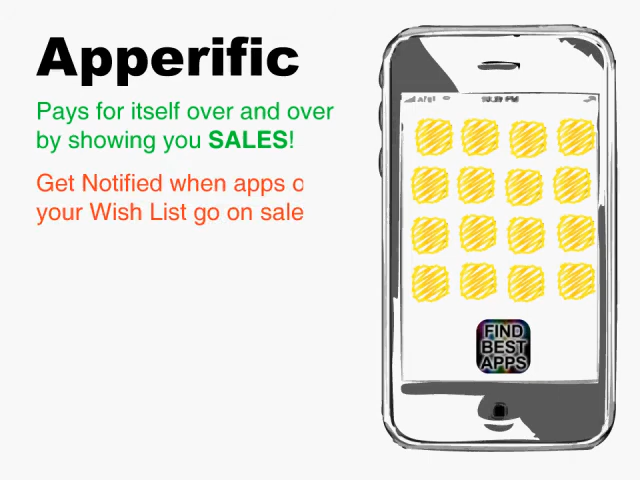 Apperific
Pays for itself over and over
by showing you SALES!
Get Notified when apps o
your Wish List go on sale
FIND
BEST
APPS